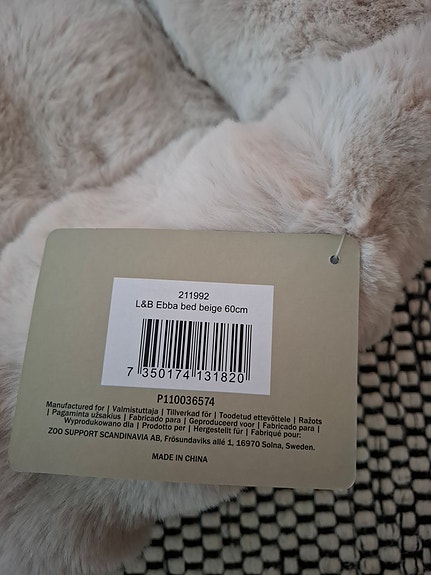 211992
L&B Ebba bed beige 60cm
7 350174 131820
P110036574
Manufactured for | Valmistuttaja | Tillverkad för | Toodetud ettevõttele | Ražots
| Pagaminta užsakius | Fabricado para | Geproduceerd voor | Fabricado para |
Wyprodukowano dla | Prodotto per | Hergestellt für | Fabriqué pour:
ZOO SUPPORT SCANDINAVIA AB, Frösundaviks allé 1, 16970 Solna, Sweden.
MADE IN CHINA